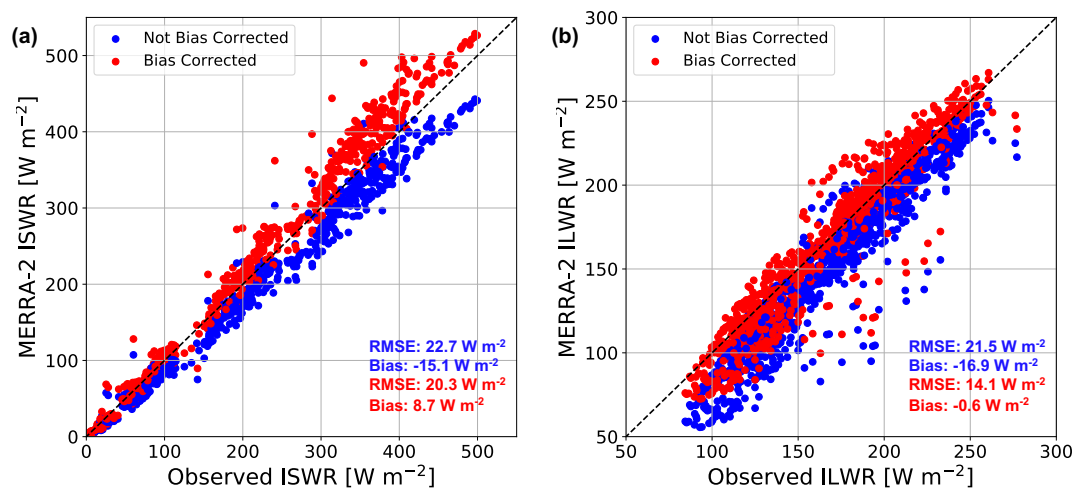 (a)
Not Bias Corrected
Bias Corrected
MERRA-2 ISWR [W m⁻²]
500
400
300
200
100
0
RMSE: 22.7 W m⁻²
Bias: -15.1 W m⁻²
RMSE: 20.3 W m⁻²
Bias: 8.7 W m⁻²
0 100 200 300 400 500
Observed ISWR [W m⁻²]
(b)
Not Bias Corrected
Bias Corrected
MERRA-2 ILWR [W m⁻²]
300
250
200
150
100
50
RMSE: 21.5 W m⁻²
Bias: -16.9 W m⁻²
RMSE: 14.1 W m⁻²
Bias: -0.6 W m⁻²
50 100 150 200 250 300
Observed ILWR [W m⁻²]